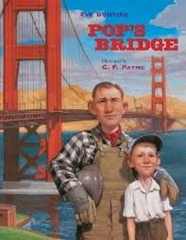 EVE BUNTING
POP'S
BRIDGE
Illustrated by
C. F. PAYNE